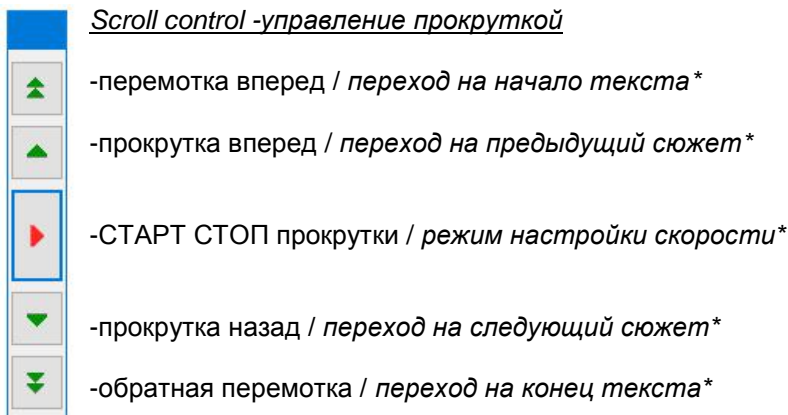 Scroll control -управление прокруткой
-перемотка вперед / переход на начало текста*
-прокрутка вперед / переход на предыдущий сюжет*
-СТАРТ СТОП прокрутки / режим настройки скорости*
-прокрутка назад / переход на следующий сюжет*
-обратная перемотка / переход на конец текста*